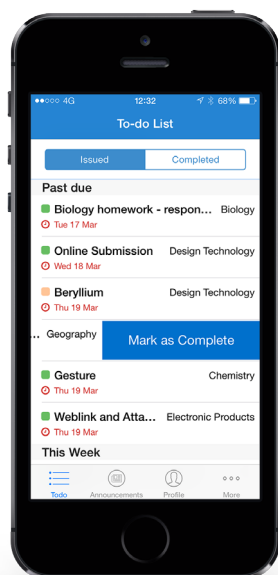 4G 12:32 68%
To-do List
Issued Completed
Past due
Biology homework - respon... Biology
Tue 17 Mar
Online Submission Design Technology
Wed 18 Mar
Beryllium Design Technology
Thu 19 Mar
... Geography Mark as Complete
Gesture Chemistry
Thu 19 Mar
Weblink and Atta... Electronic Products
Thu 19 Mar
This Week
Todo Announcements Profile More